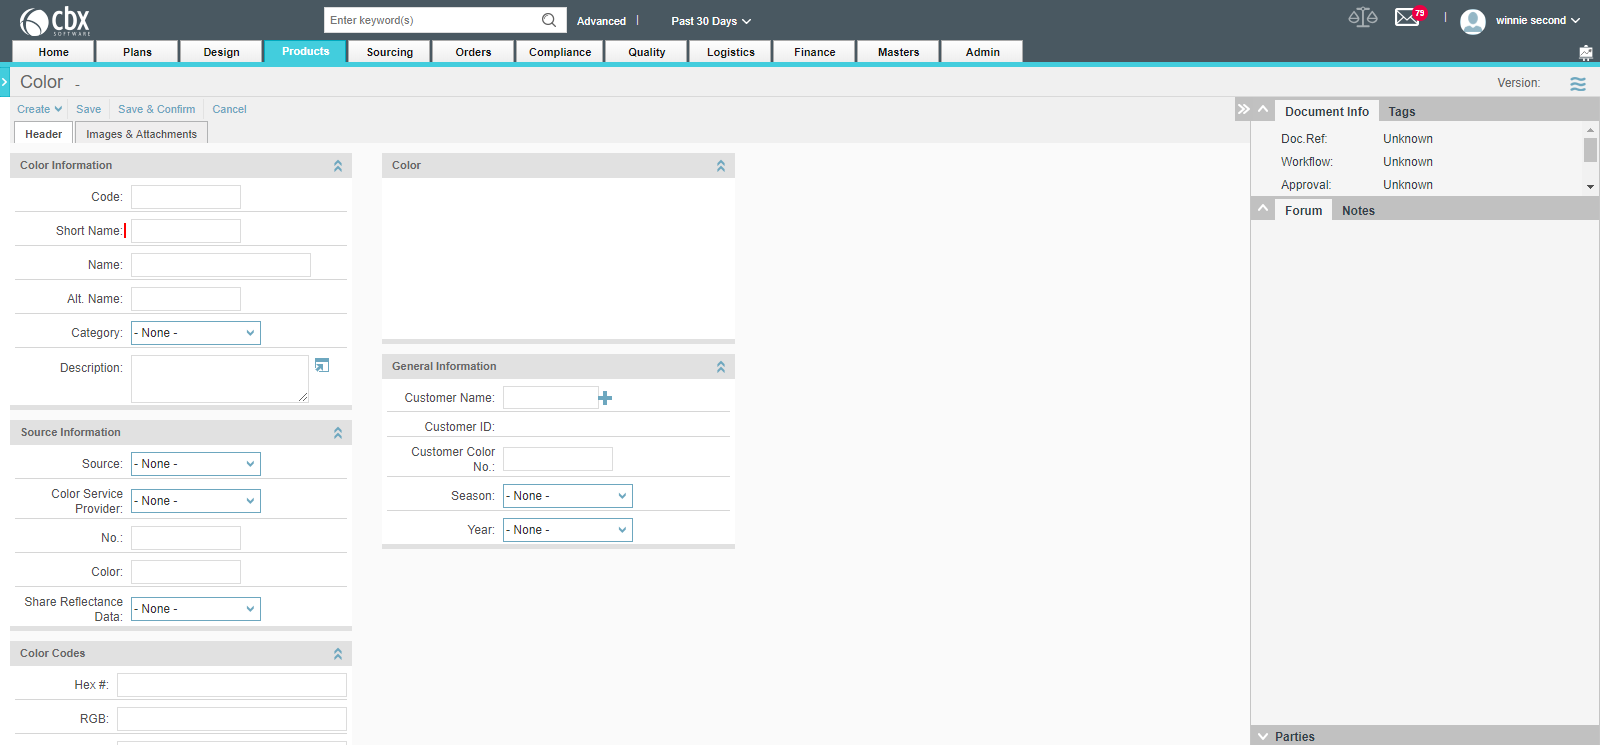 cbx
SOFTWARE
Enter keyword(s)
Advanced
Past 30 Days
79
winnie second
Home
Plans
Design
Products
Sourcing
Orders
Compliance
Quality
Logistics
Finance
Masters
Admin
Color -
Version:
Create
Save
Save & Confirm
Cancel
Header
Images & Attachments
Color Information
Code:
Short Name:
Name:
Alt. Name:
Category: - None -
Description:
Source Information
Source: - None -
Color Service
Provider: - None -
No.:
Color:
Share Reflectance
Data: - None -
Color Codes
Hex #:
RGB:
Color
General Information
Customer Name:
Customer ID:
Customer Color
No.:
Season: - None -
Year: - None -
Document Info
Tags
Doc.Ref: Unknown
Workflow: Unknown
Approval: Unknown
Forum
Notes
Parties